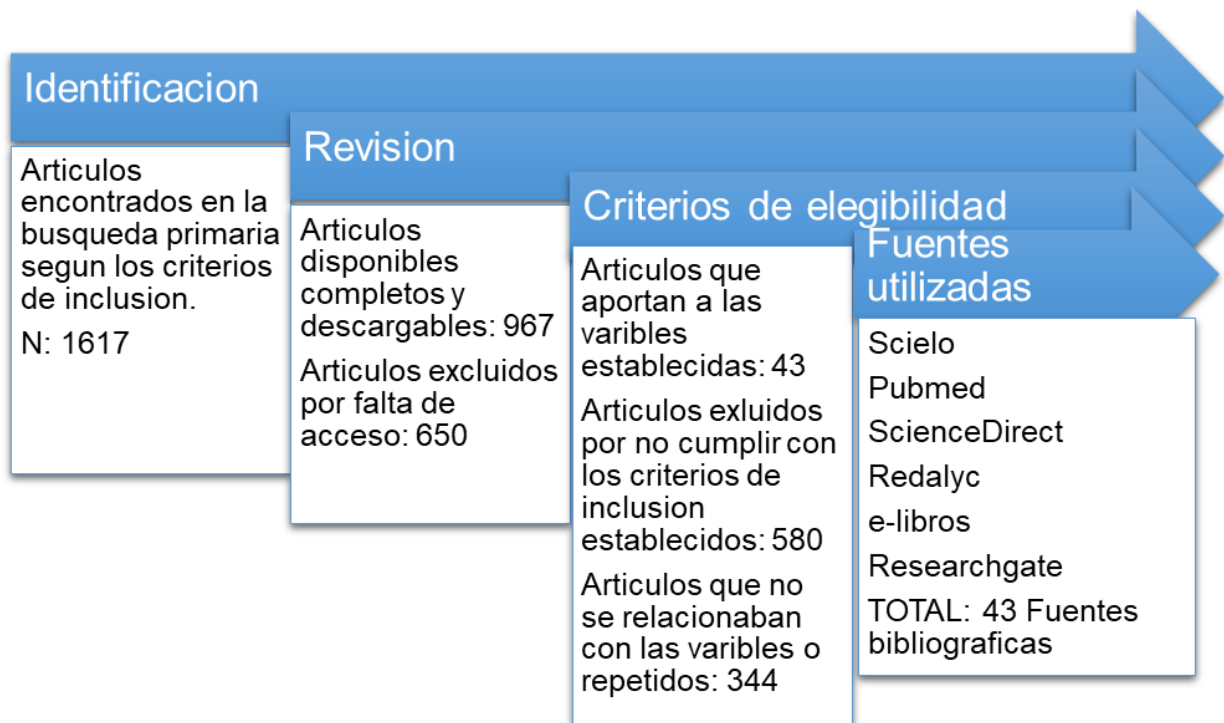 Identificacion
Articulos
encontrados en la
busqueda primaria
segun los criterios
de inclusion.
N: 1617
Revision
Articulos
disponibles
completos y
descargables: 967
Articulos excluidos
por falta de
acceso: 650
Criterios de elegibilidad
Articulos que
aportan a las
varibles
establecidas: 43
Articulos exluidos
por no cumplir con
los criterios de
inclusion
establecidos: 580
Articulos que no
se relacionaban
con las varibles o
repetidos: 344
Fuentes
utilizadas
Scielo
Pubmed
ScienceDirect
Redalyc
e-libros
Researchgate
TOTAL: 43 Fuentes
bibliograficas